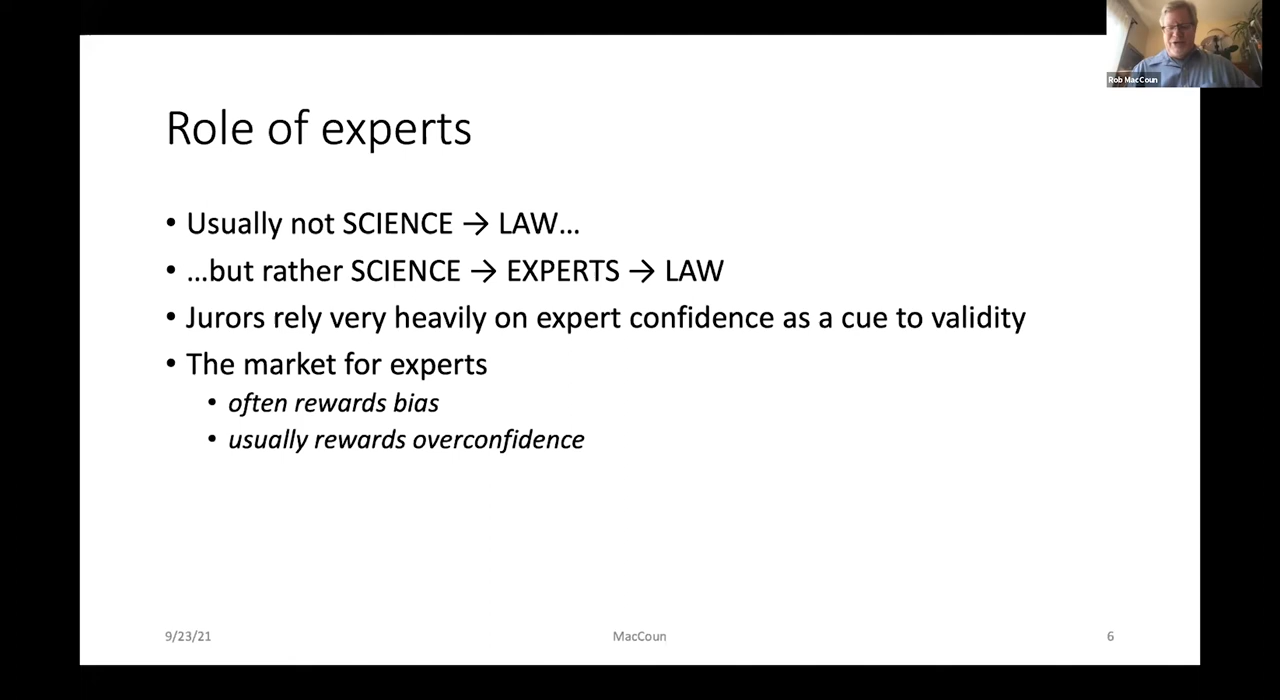 Rob MacCoun
Role of experts
• Usually not SCIENCE → LAW…
• …but rather SCIENCE → EXPERTS → LAW
• Jurors rely very heavily on expert confidence as a cue to validity
• The market for experts
• often rewards bias
• usually rewards overconfidence
9/23/21
MacCoun
6